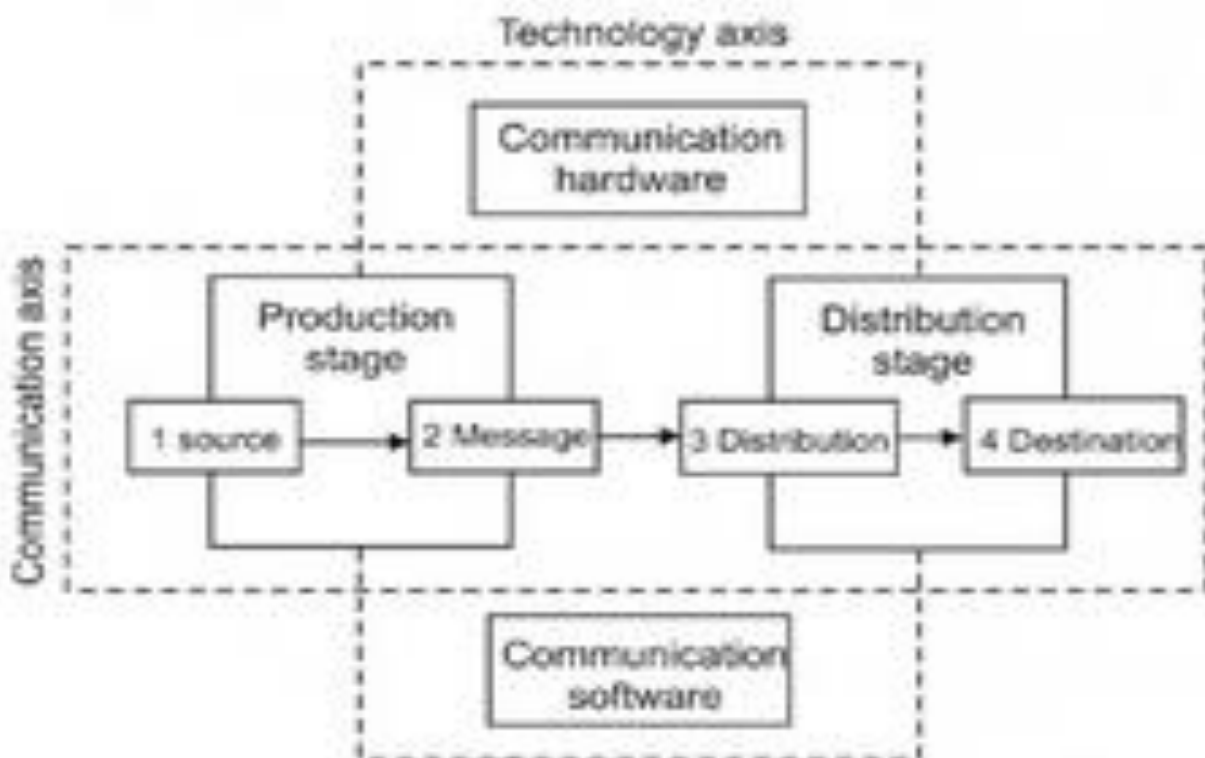 Technology axis
Communication
hardware
Communication axis
Production
stage
Distribution
stage
1 source
2 Message
3 Distribution
4 Destination
Communication
software